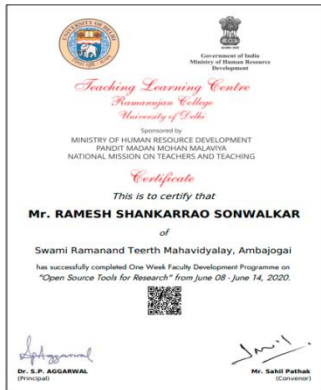 UNIVERSITY OF DELHI
Government of India
Ministry of Human Resource
Development
Teaching Learning Centre
Ramanujan College
University of Delhi
Sponsored by
MINISTRY OF HUMAN RESOURCE DEVELOPMENT
PANDIT MADAN MOHAN MALAVIYA
NATIONAL MISSION ON TEACHERS AND TEACHING
Certificate
This is to certify that
Mr. RAMESH SHANKARRAO SONWALKAR
of
Swami Ramanand Teerth Mahavidyalay, Ambajogai
has successfully completed One Week Faculty Development Programme on
"Open Source Tools for Research" from June 08 - June 14, 2020.
Dr. S.P. AGGARWAL
(Principal)
Mr. Sahil Pathak
(Convenor)